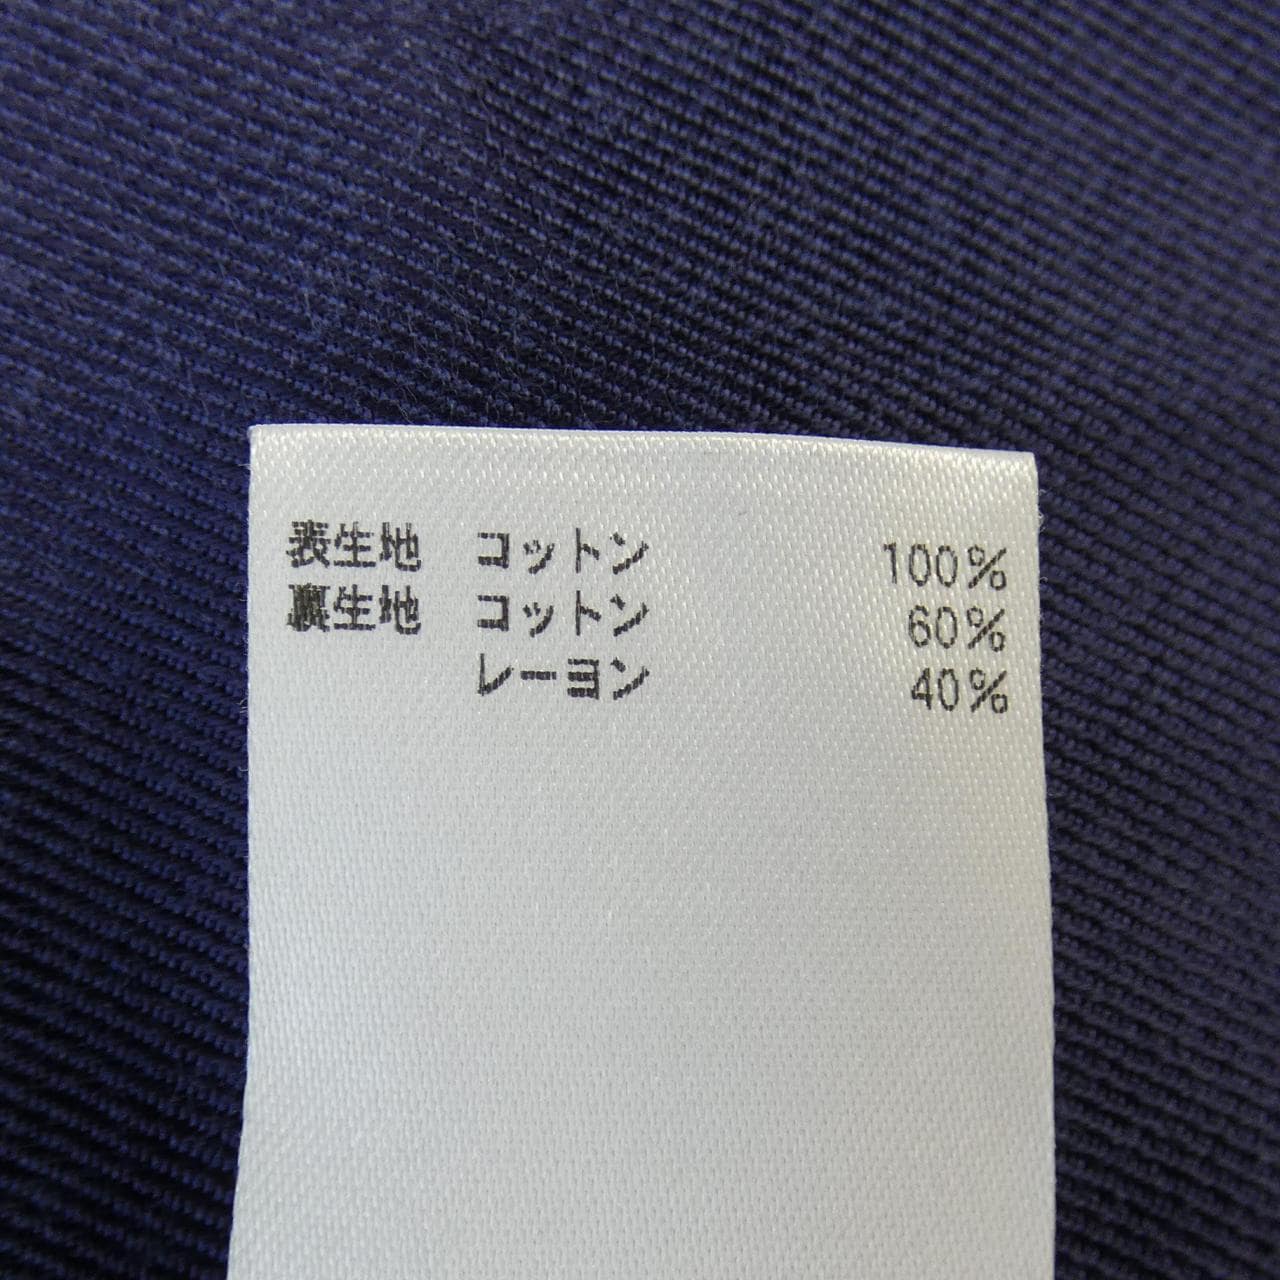 表生地 コットン 100%
裏生地 コットン 60%
レーヨン 40%